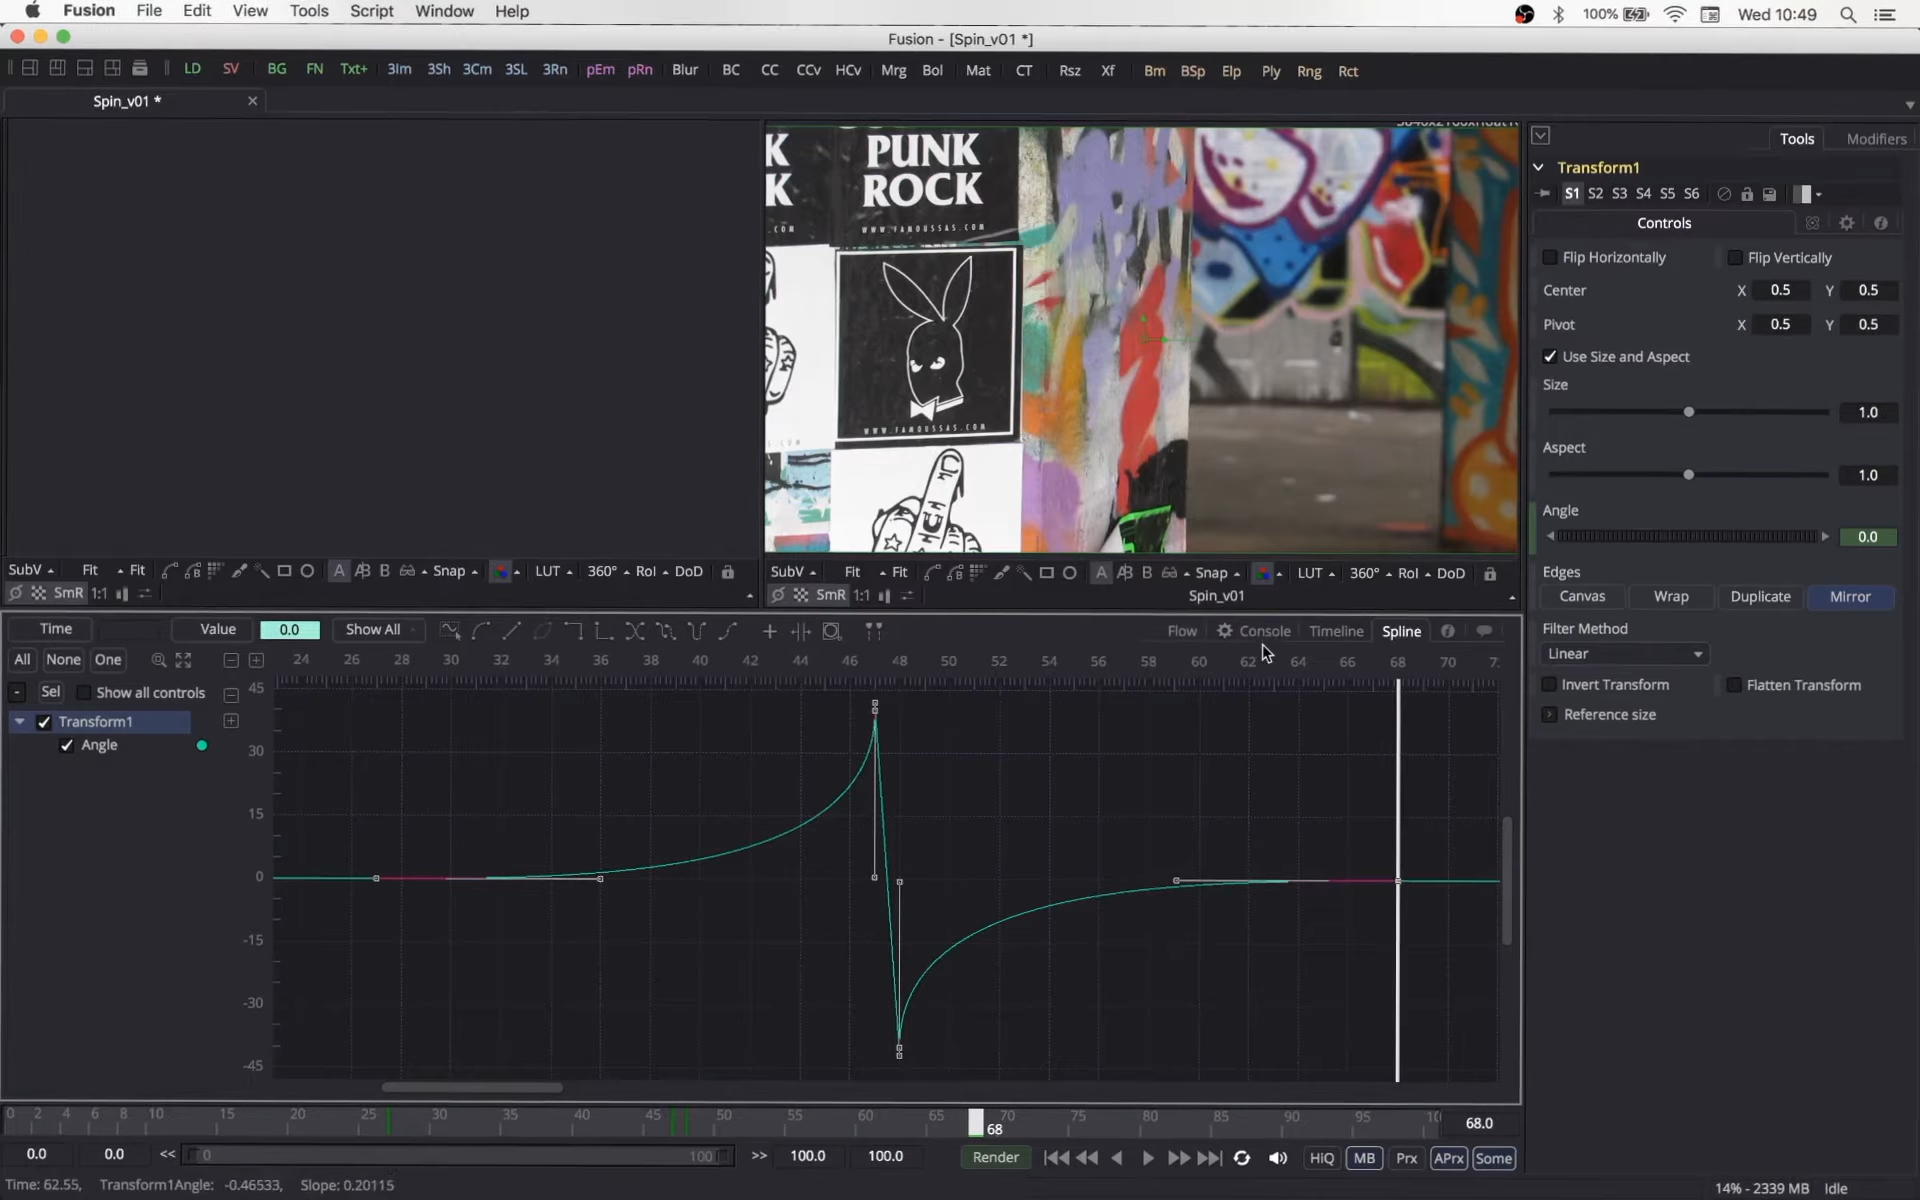 Fusion File Edit View Tools Script Window Help 100% Wed 10:49
Fusion - [Spin_v01 *]
LD SV BG FN Txt+ 3Im 3Sh 3Cm 3SL 3Rn pEm pRn Blur BC CC CCv HCv Mrg Bol Mat CT Rsz Xf Bm BSp Elp Ply Rng Rct
Spin_v01 *
PUNK
ROCK
WWW.FAMOUSSAS.COM
WWW.FAMOUSSAS.COM
K
K
.COM
Tools Modifiers
Transform1
S1 S2 S3 S4 S5 S6
Controls
Flip Horizontally Flip Vertically
Center X 0.5 Y 0.5
Pivot X 0.5 Y 0.5
Use Size and Aspect
Size
1.0
Aspect
1.0
Angle
0.0
Edges
Canvas Wrap Duplicate Mirror
Filter Method
Linear
Invert Transform Flatten Transform
Reference size
SubV Fit Fit A B Snap LUT 360° RoI DoD
SmR 1:1
SubV Fit Fit A B Snap LUT 360° RoI DoD
SmR 1:1 Spin_v01
Time Value 0.0 Show All Flow Console Timeline Spline
All None One 24 26 28 30 32 34 36 38 40 42 44 46 48 50 52 54 56 58 60 62 64 66 68 70
Sel Show all controls
Transform1
Angle
45
30
15
0
-15
-30
-45
0 2 4 6 8 10 15 20 25 30 35 40 45 50 55 60 65 70 75 80 85 90 95 68.0
68
0.0 0.0 << 0 100 >> 100.0 100.0 Render HiQ MB Prx APrx Some
Time: 62.55, Transform1Angle: -0.46533, Slope: 0.20115
14% - 2339 MB Idle